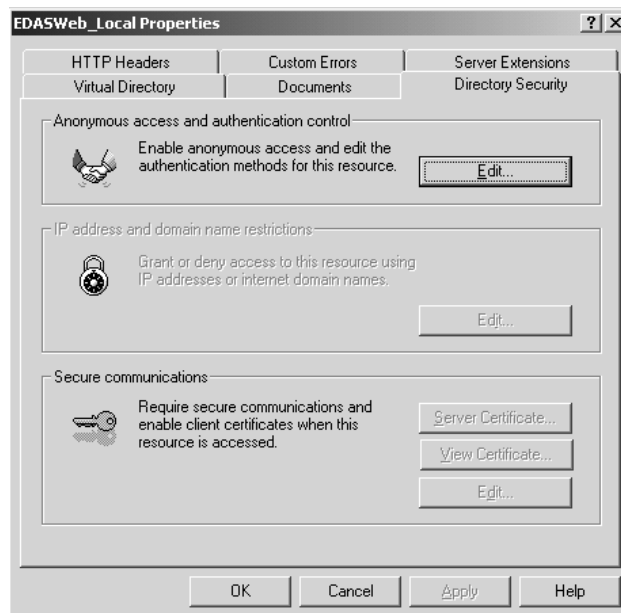 EDASWeb_Local Properties
HTTP Headers
Custom Errors
Server Extensions
Virtual Directory
Documents
Directory Security
Anonymous access and authentication control
Enable anonymous access and edit the
authentication methods for this resource.
Edit...
IP address and domain name restrictions
Grant or deny access to this resource using
IP addresses or internet domain names.
Edit...
Secure communications
Require secure communications and
enable client certificates when this
resource is accessed.
Server Certificate...
View Certificate...
Edit...
OK
Cancel
Apply
Help